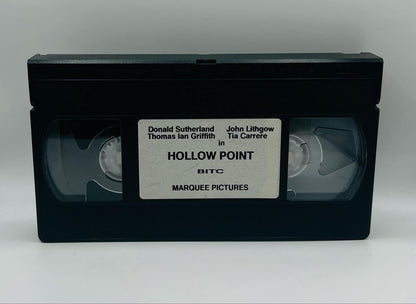 Donald Sutherland John Lithgow
Thomas Ian Griffith Tia Carrere
in
HOLLOW POINT
BITC
MARQUEE PICTURES